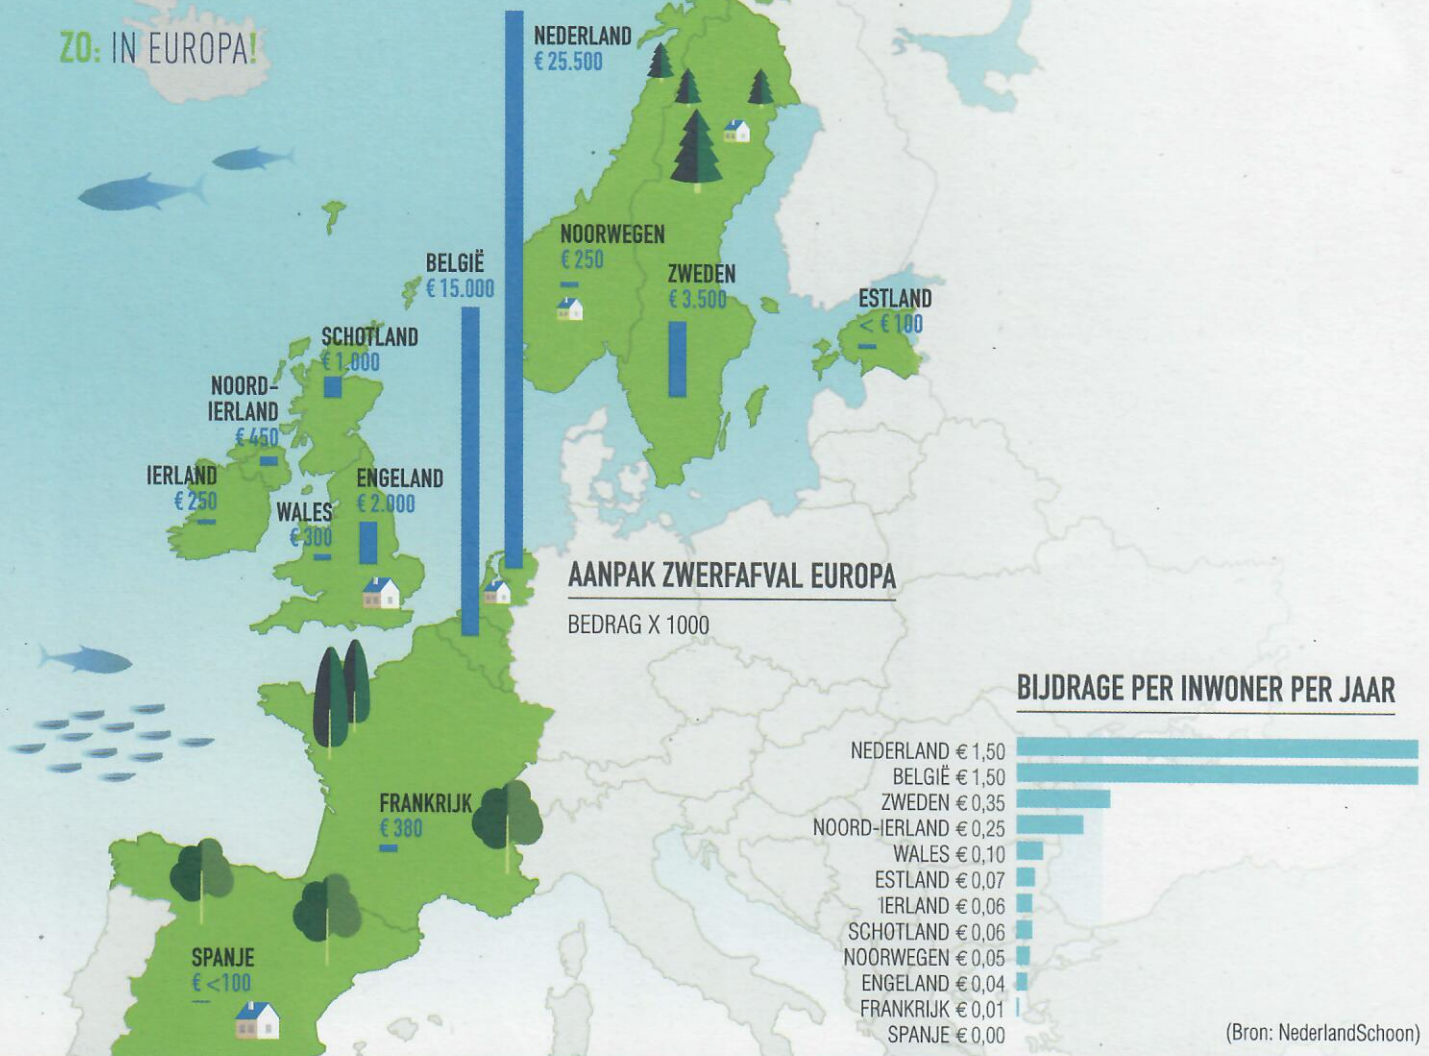 ZO: IN EUROPA!
NEDERLAND
€ 25.500
NOORWEGEN
€ 250
BELGIË
€ 15.000
ZWEDEN
€ 3.500
ESTLAND
< € 100
SCHOTLAND
€ 1.000
NOORD-
IERLAND
€ 450
IERLAND
€ 250
ENGELAND
€ 2.000
WALES
€ 300
AANPAK ZWERFAFVAL EUROPA
BEDRAG X 1000
FRANKRIJK
€ 380
SPANJE
€ <100
BIJDRAGE PER INWONER PER JAAR
NEDERLAND € 1,50
BELGIË € 1,50
ZWEDEN € 0,35
NOORD-IERLAND € 0,25
WALES € 0,10
ESTLAND € 0,07
IERLAND € 0,06
SCHOTLAND € 0,06
NOORWEGEN € 0,05
ENGELAND € 0,04
FRANKRIJK € 0,01
SPANJE € 0,00
(Bron: NederlandSchoon)